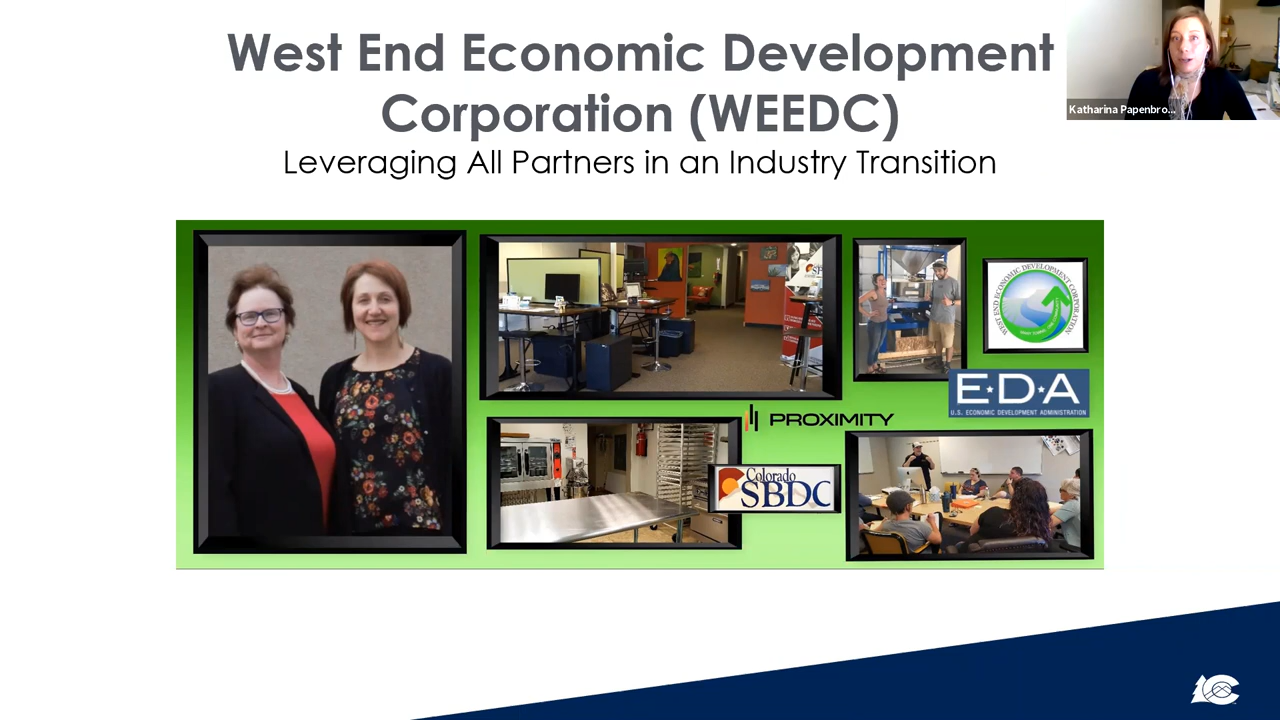 West End Economic Development
Corporation (WEEDC)
Leveraging All Partners in an Industry Transition
Katharina Papenbro...
WEST END ECONOMIC DEVELOPMENT CORPORATION
E★D★A
U.S. ECONOMIC DEVELOPMENT ADMINISTRATION
PROXIMITY
Colorado
SBDC